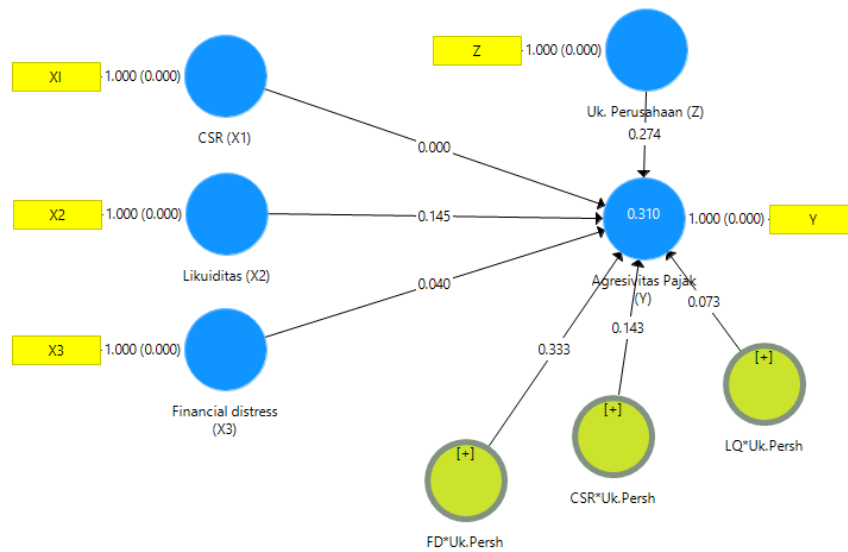 XI
1.000 (0.000)
CSR (X1)
0.000
Z
1.000 (0.000)
Uk. Perusahaan (Z)
0.274
X2
1.000 (0.000)
Likuiditas (X2)
0.145
0.310
1.000 (0.000)
Y
Agresivitas Pajak
(Y)
X3
1.000 (0.000)
Financial distress
(X3)
0.040
0.333
0.143
0.073
[+]
FD*Uk.Persh
[+]
CSR*Uk.Persh
[+]
LQ*Uk.Persh